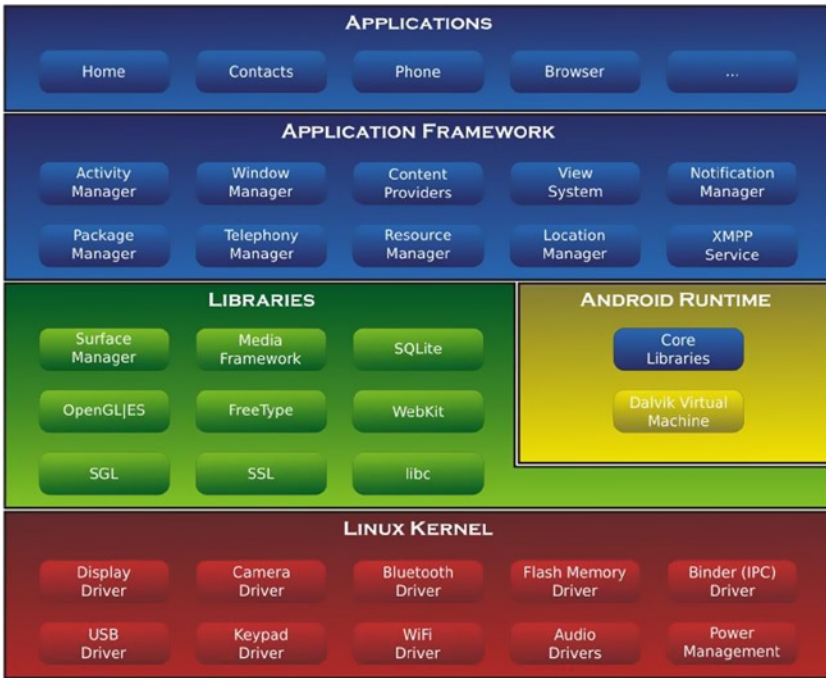 APPLICATIONS
Home
Contacts
Phone
Browser
...
APPLICATION FRAMEWORK
Activity
Manager
Window
Manager
Content
Providers
View
System
Notification
Manager
Package
Manager
Telephony
Manager
Resource
Manager
Location
Manager
XMPP
Service
LIBRARIES
Surface
Manager
Media
Framework
SQLite
OpenGL|ES
FreeType
WebKit
SGL
SSL
libc
ANDROID RUNTIME
Core
Libraries
Dalvik Virtual
Machine
LINUX KERNEL
Display
Driver
Camera
Driver
Bluetooth
Driver
Flash Memory
Driver
Binder (IPC)
Driver
USB
Driver
Keypad
Driver
WiFi
Driver
Audio
Drivers
Power
Management